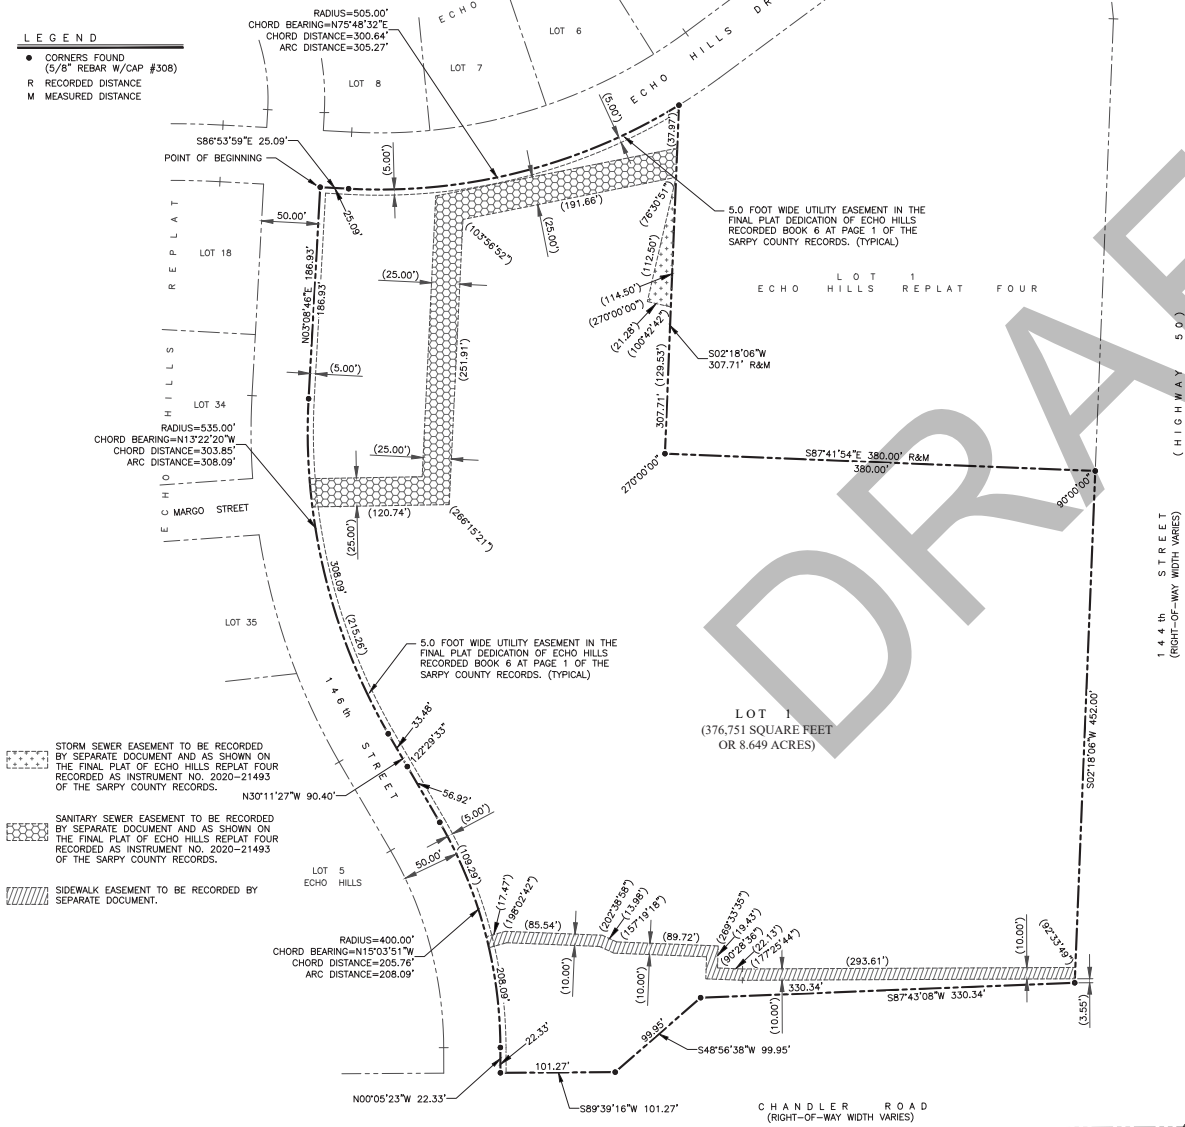 LEGEND
CORNERS FOUND
(5/8" REBAR W/CAP #308)
R RECORDED DISTANCE
M MEASURED DISTANCE
RADIUS=505.00'
CHORD BEARING=N75°48'32"E
CHORD DISTANCE=300.64'
ARC DISTANCE=305.27'
ECHO
LOT 6
LOT 7
LOT 8
ECHO HILLS DR
S86°53'59"E 25.09'
POINT OF BEGINNING
25.09'
(5.00')
(5.00')
(37.97')
50.00'
LOT 18
ECHO HILLS REPLAT
N03°08'46"E 186.93'
186.93'
(191.66')
(25.00')
(103°56'52")
(76°30'51")
(112.50')
(114.50')
(270°00'00")
(21.28')
(100°42'42")
(25.00')
(251.91')
5.0 FOOT WIDE UTILITY EASEMENT IN THE
FINAL PLAT DEDICATION OF ECHO HILLS
RECORDED BOOK 6 AT PAGE 1 OF THE
SARPY COUNTY RECORDS. (TYPICAL)
LOT 1
ECHO HILLS REPLAT FOUR
S02°18'06"W
307.71' R&M
(129.53')
307.71'
(5.00')
LOT 34
RADIUS=535.00'
CHORD BEARING=N13°22'20"W
CHORD DISTANCE=303.85'
ARC DISTANCE=308.09'
(25.00')
(120.74')
(25.00')
(266°15'21")
MARGO STREET
S87°41'54"E 380.00' R&M
380.00'
270°00'00"
90°00'00"
(HIGHWAY 50)
144th STREET
(RIGHT-OF-WAY WIDTH VARIES)
308.09'
(215.26')
LOT 35
5.0 FOOT WIDE UTILITY EASEMENT IN THE
FINAL PLAT DEDICATION OF ECHO HILLS
RECORDED BOOK 6 AT PAGE 1 OF THE
SARPY COUNTY RECORDS. (TYPICAL)
146th STREET
33.48'
122°29'33"
N30°11'27"W 90.40'
56.92'
(5.00')
LOT 1
(376,751 SQUARE FEET
OR 8.649 ACRES)
S02°18'06"W 452.00'
DRAF
STORM SEWER EASEMENT TO BE RECORDED
BY SEPARATE DOCUMENT AND AS SHOWN ON
THE FINAL PLAT OF ECHO HILLS REPLAT FOUR
RECORDED AS INSTRUMENT NO. 2020-21493
OF THE SARPY COUNTY RECORDS.
SANITARY SEWER EASEMENT TO BE RECORDED
BY SEPARATE DOCUMENT AND AS SHOWN ON
THE FINAL PLAT OF ECHO HILLS REPLAT FOUR
RECORDED AS INSTRUMENT NO. 2020-21493
OF THE SARPY COUNTY RECORDS.
SIDEWALK EASEMENT TO BE RECORDED BY
SEPARATE DOCUMENT.
LOT 5
ECHO HILLS
50.00'
(109.29')
(17.47')
(198°02'42")
(85.54')
(10.00')
(202°38'58")
(13.98')
(157°19'18")
(10.00')
(89.72')
(269°33'35")
(19.43')
(90°28'36")
(22.13')
(177°25'44")
(10.00')
(293.61')
(10.00')
(92°33'49")
(3.55')
RADIUS=400.00'
CHORD BEARING=N15°03'51"W
CHORD DISTANCE=205.76'
ARC DISTANCE=208.09'
208.09'
330.34'
S87°43'08"W 330.34'
99.95'
S48°56'38"W 99.95'
22.33'
101.27'
N00°05'23"W 22.33'
S89°39'16"W 101.27'
CHANDLER ROAD
(RIGHT-OF-WAY WIDTH VARIES)